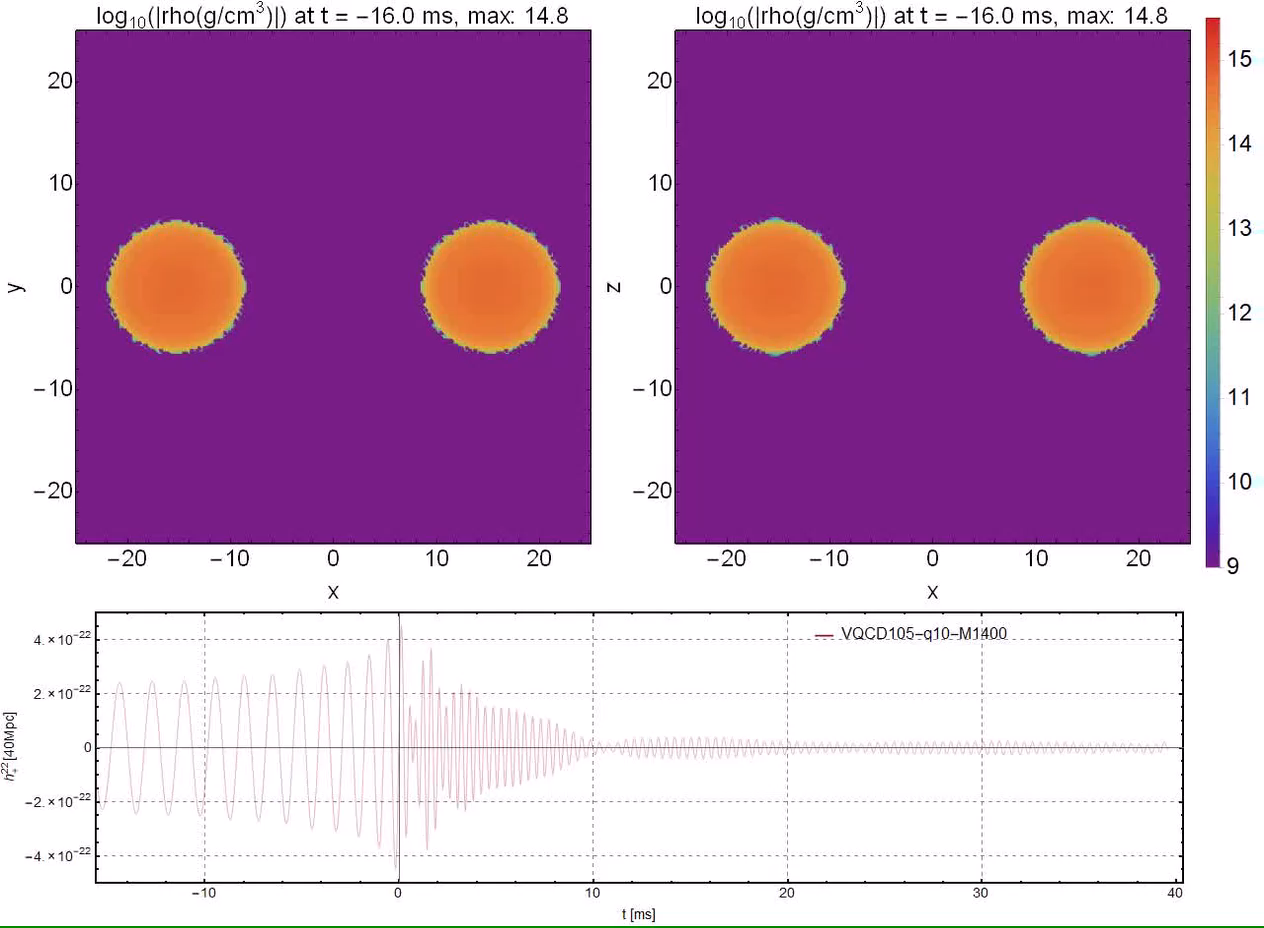 log₁₀(|rho(g/cm³)|) at t = −16.0 ms, max: 14.8
log₁₀(|rho(g/cm³)|) at t = −16.0 ms, max: 14.8
20
10
0
−10
−20
y
−20 −10 0 10 20
x
20
10
0
−10
−20
z
−20 −10 0 10 20
x
15
14
13
12
11
10
9
4.×10⁻²²
2.×10⁻²²
0
−2.×10⁻²²
−4.×10⁻²²
h₊²²[40Mpc]
VQCD105−q10−M1400
−10 0 10 20 30 40
t [ms]